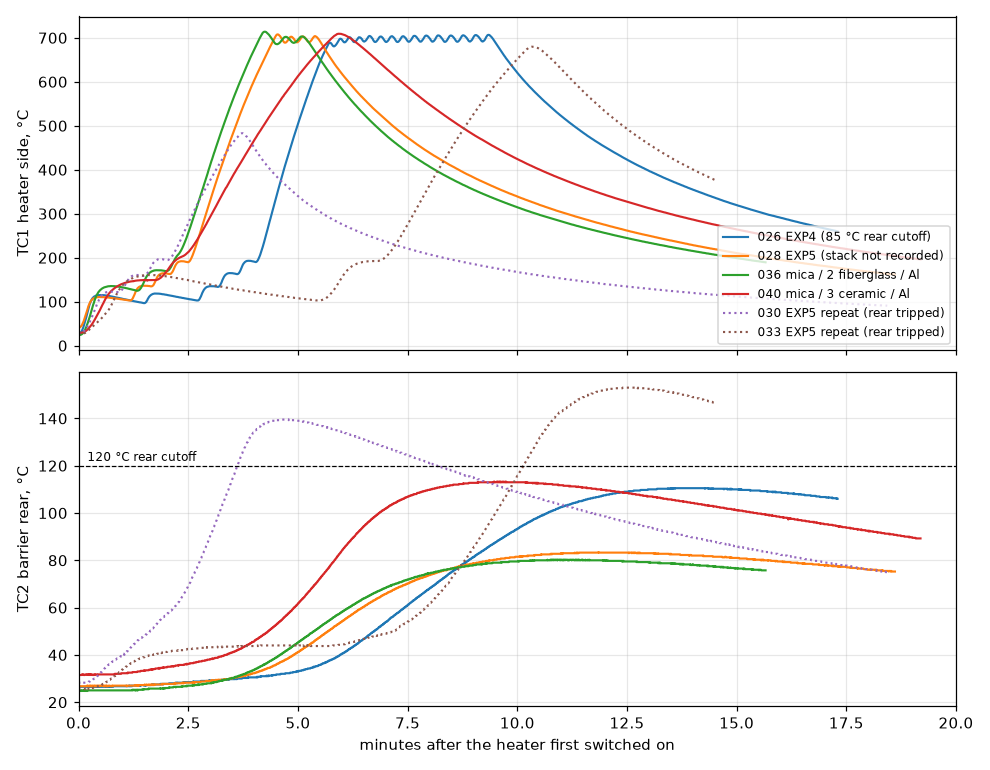 TC1 heater side, °C
700
600
500
400
300
200
100
0
026 EXP4 (85 °C rear cutoff)
028 EXP5 (stack not recorded)
036 mica / 2 fiberglass / Al
040 mica / 3 ceramic / Al
030 EXP5 repeat (rear tripped)
033 EXP5 repeat (rear tripped)
TC2 barrier rear, °C
140
120
100
80
60
40
20
120 °C rear cutoff
0.0 2.5 5.0 7.5 10.0 12.5 15.0 17.5 20.0
minutes after the heater first switched on